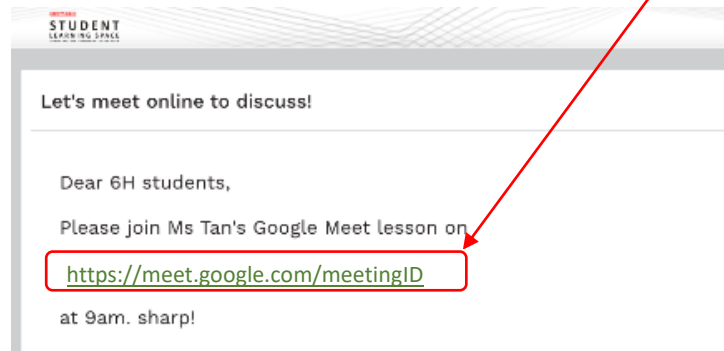 STUDENT
LEARNING SPACE
Let's meet online to discuss!
Dear 6H students,
Please join Ms Tan's Google Meet lesson on
https://meet.google.com/meetingID
at 9am. sharp!